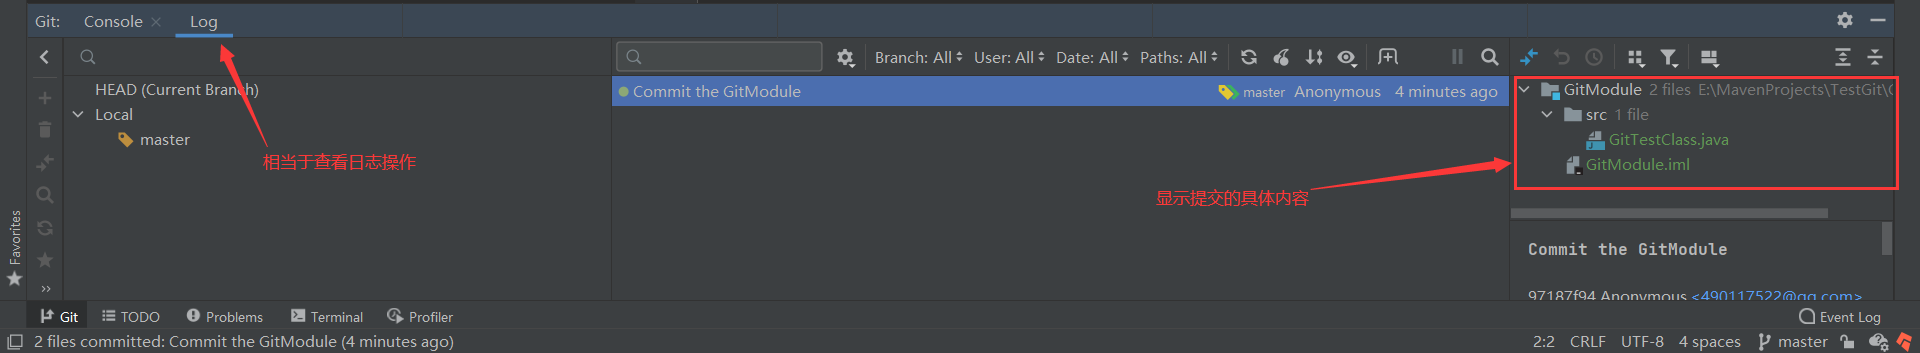 Git:
Console
Log
Branch: All
User: All
Date: All
Paths: All
HEAD (Current Branch)
Local
master
Commit the GitModule
master
Anonymous
4 minutes ago
GitModule 2 files E:\MavenProjects\TestGit\
src 1 file
GitTestClass.java
GitModule.iml
相当于查看日志操作
显示提交的具体内容
Commit the GitModule
97187f94 Anonymous <490117522@qq.com>
Favorites
Git
TODO
Problems
Terminal
Profiler
Event Log
2 files committed: Commit the GitModule (4 minutes ago)
2:2
CRLF
UTF-8
4 spaces
master